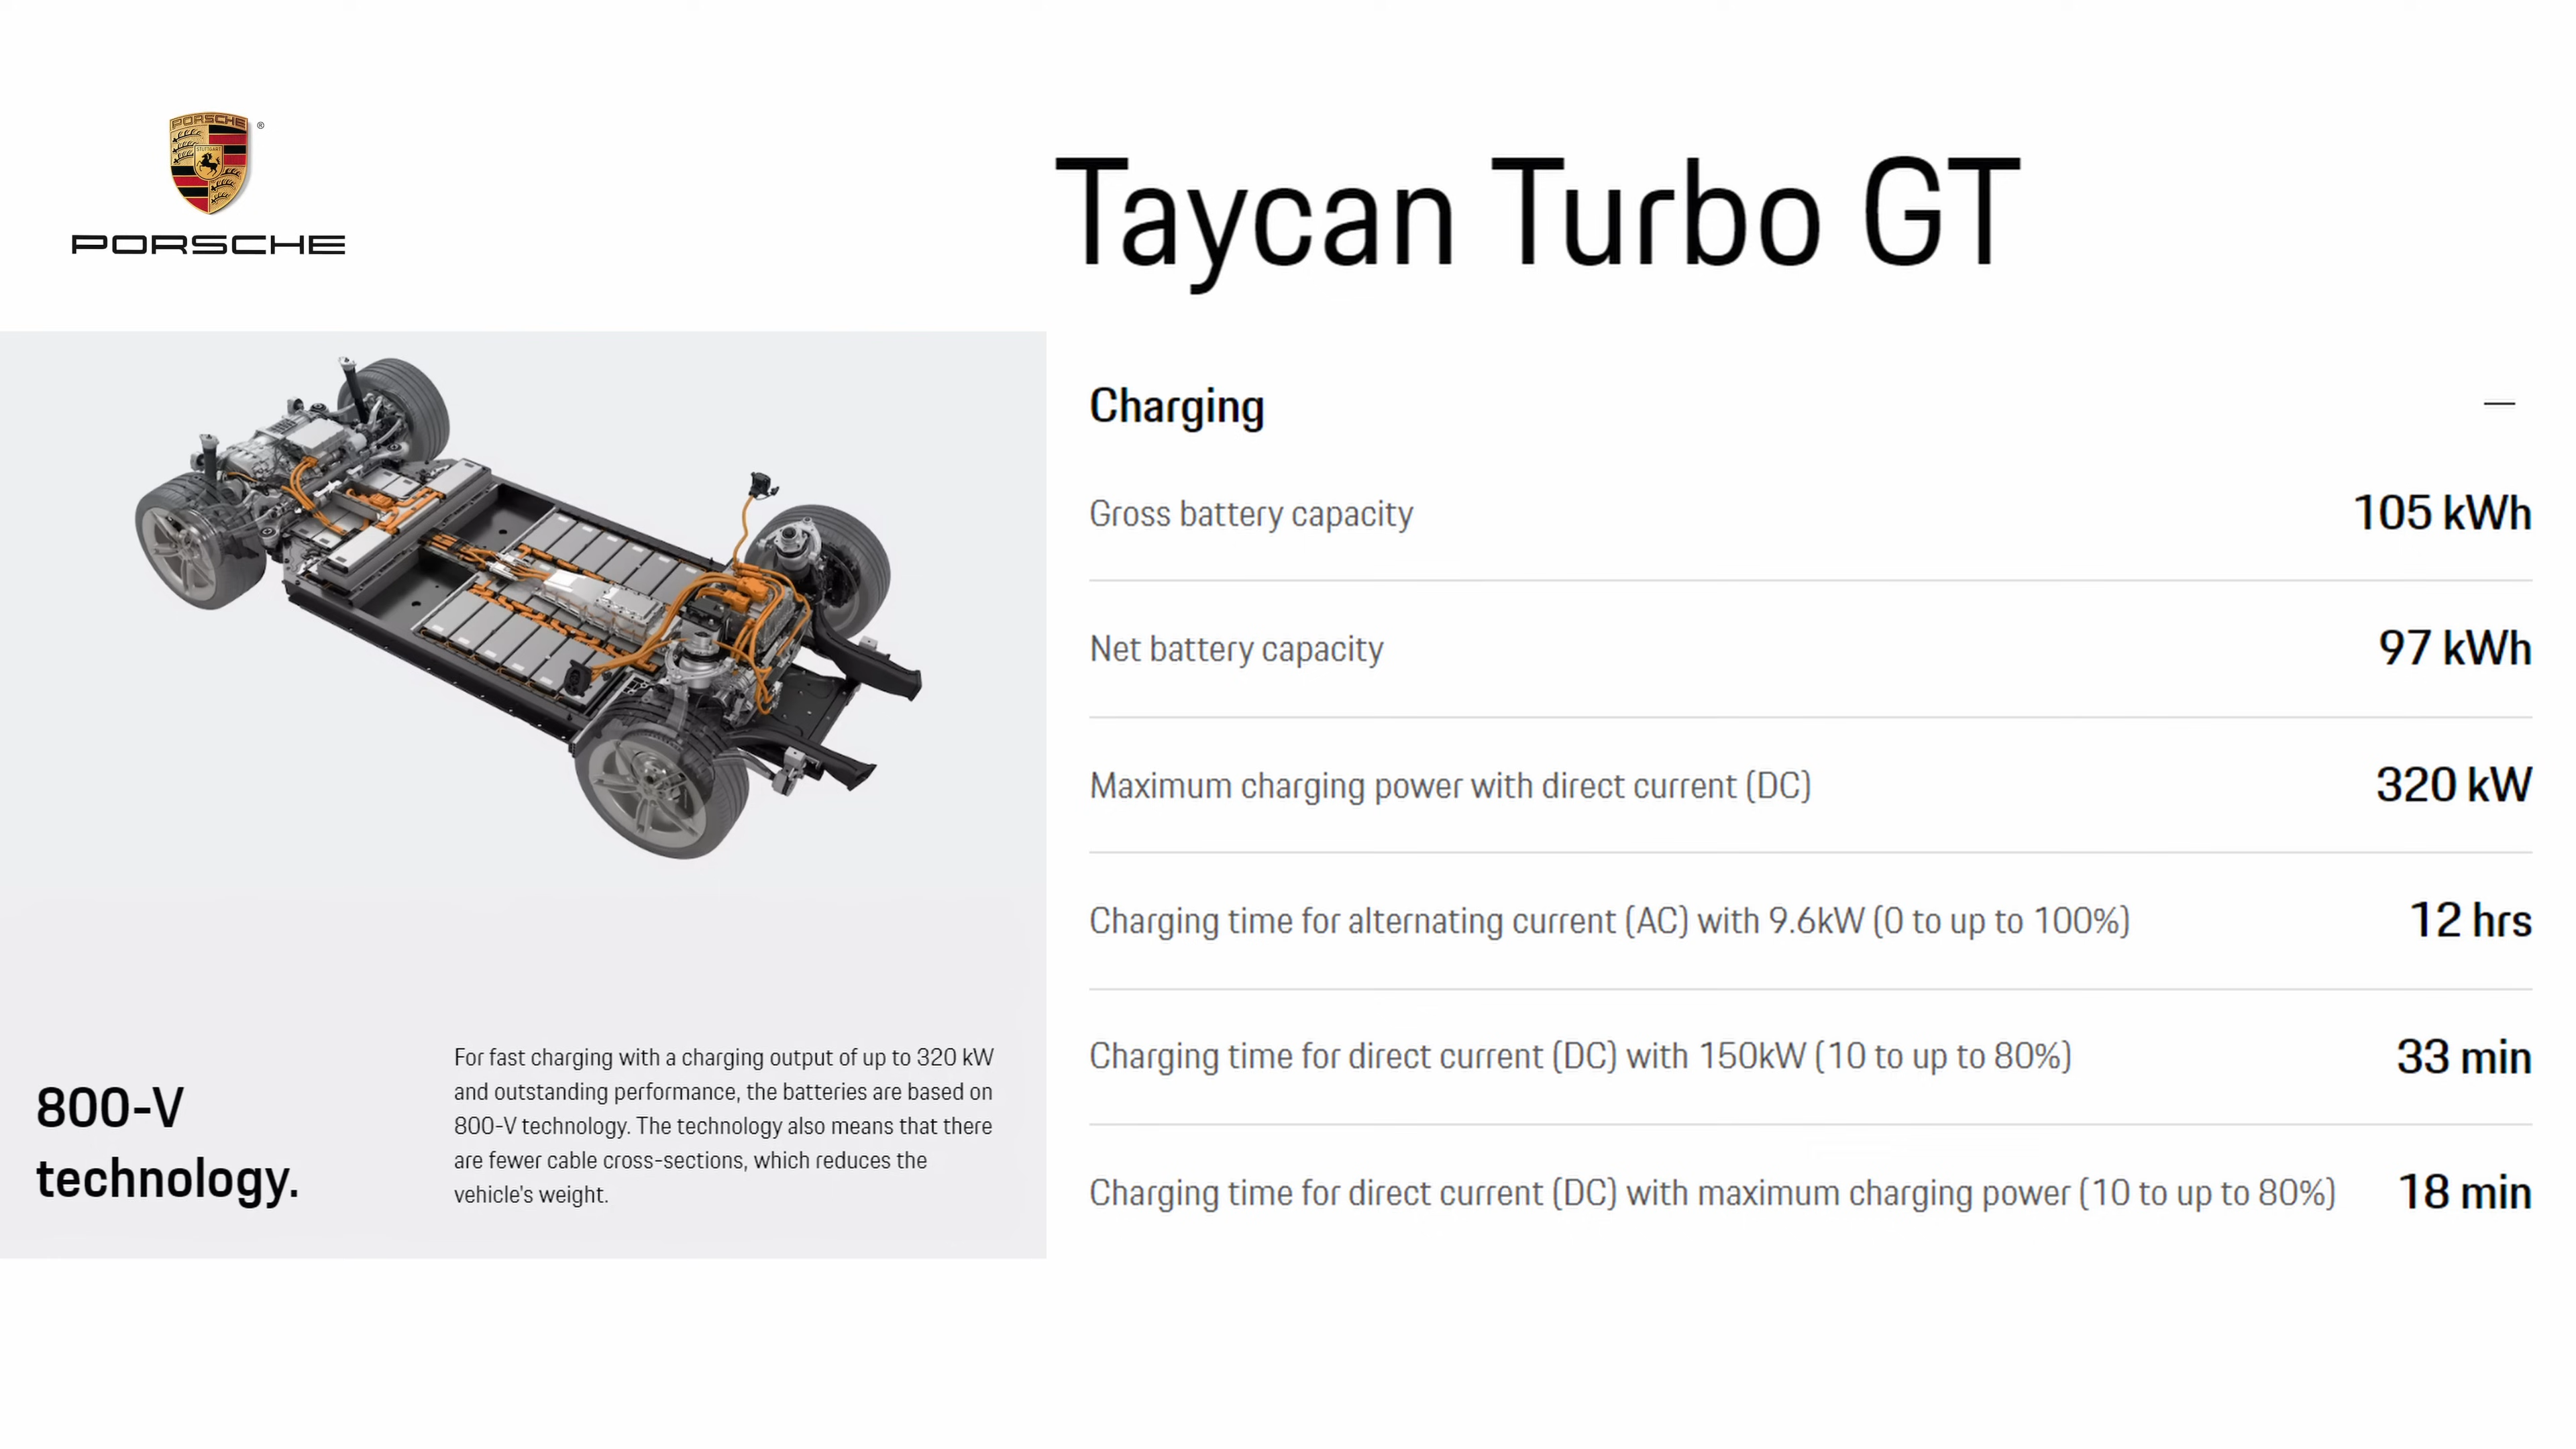 PORSCHE
STUTTGART
®
PORSCHE
Taycan Turbo GT
800-V
technology.
For fast charging with a charging output of up to 320 kW
and outstanding performance, the batteries are based on
800-V technology. The technology also means that there
are fewer cable cross-sections, which reduces the
vehicle's weight.
Charging —
Gross battery capacity 105 kWh
Net battery capacity 97 kWh
Maximum charging power with direct current (DC) 320 kW
Charging time for alternating current (AC) with 9.6kW (0 to up to 100%) 12 hrs
Charging time for direct current (DC) with 150kW (10 to up to 80%) 33 min
Charging time for direct current (DC) with maximum charging power (10 to up to 80%) 18 min